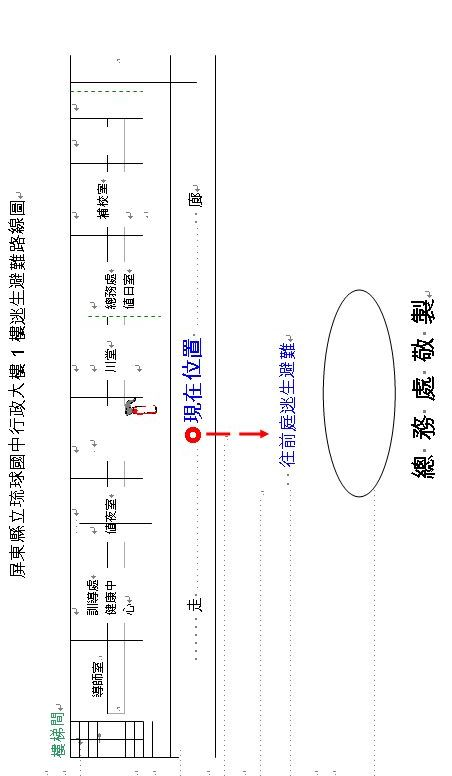 屏東縣立琉球國中行政大樓 1 樓逃生避難路線圖
樓梯間
導師室
訓導處
健康中
心
值夜室
川堂
總務處
值日室
補校室
走 現在位置 廊
往前庭逃生避難
總 務 處 敬 製